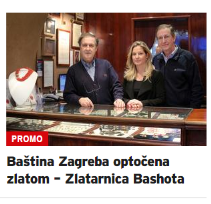 PROMO
Baština Zagreba optočena
zlatom – Zlatarnica Bashota